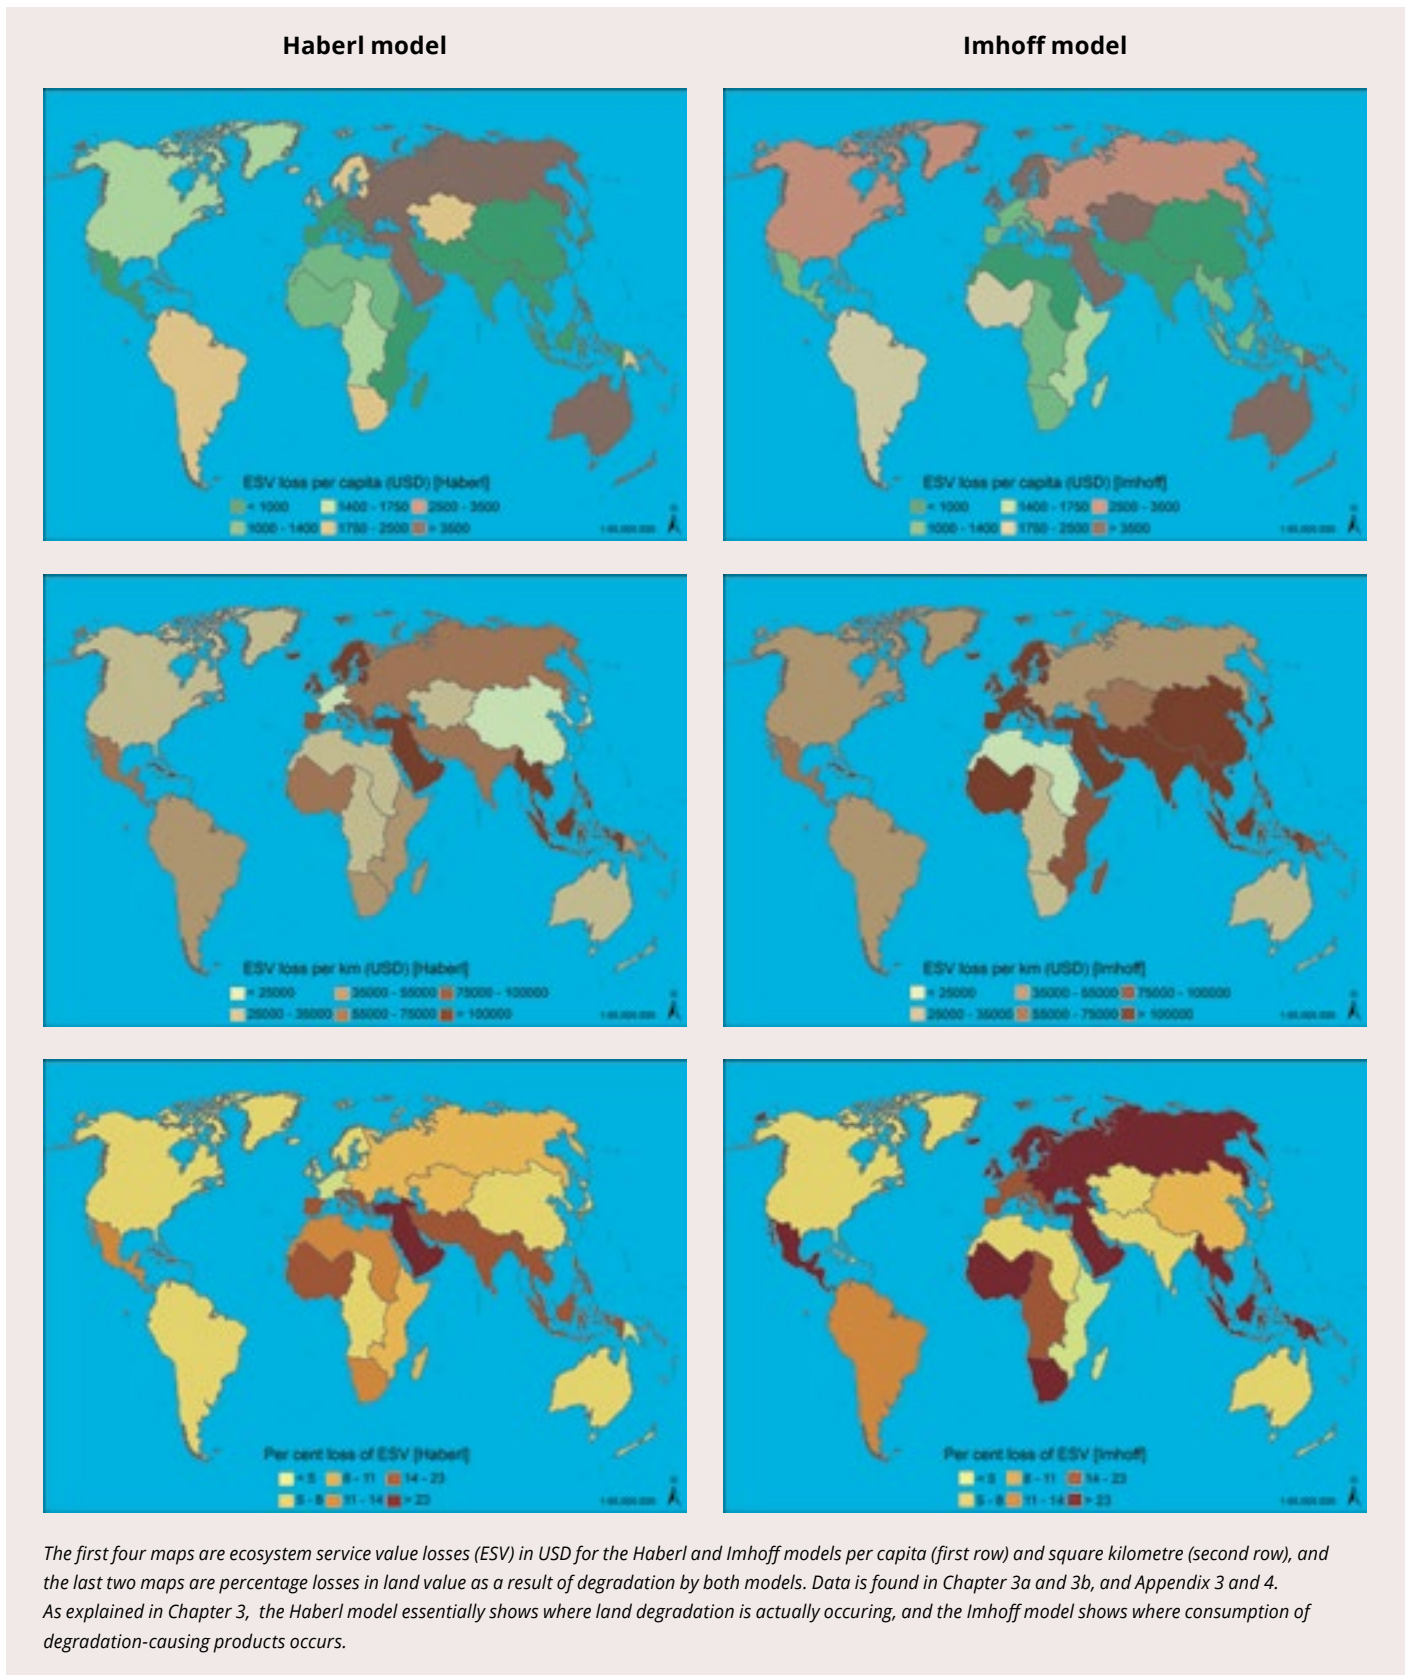 Haberl model
Imhoff model
ESV loss per capita (USD) [Haberl]
< 1000 1400 - 1750 2500 - 3500
1000 - 1400 1750 - 2500 > 3500
ESV loss per capita (USD) [Imhoff]
< 1000 1400 - 1750 2500 - 3500
1000 - 1400 1750 - 2500 > 3500
ESV loss per km (USD) [Haberl]
< 25000 35000 - 55000 75000 - 100000
25000 - 35000 55000 - 75000 > 100000
ESV loss per km (USD) [Imhoff]
< 25000 35000 - 55000 75000 - 100000
25000 - 35000 55000 - 75000 > 100000
Per cent loss of ESV [Haberl]
< 5 8 - 11 14 - 23
5 - 8 11 - 14 > 23
Per cent loss of ESV [Imhoff]
< 5 8 - 11 14 - 23
5 - 8 11 - 14 > 23
The first four maps are ecosystem service value losses (ESV) in USD for the Haberl and Imhoff models per capita (first row) and square kilometre (second row), and
the last two maps are percentage losses in land value as a result of degradation by both models. Data is found in Chapter 3a and 3b, and Appendix 3 and 4.
As explained in Chapter 3, the Haberl model essentially shows where land degradation is actually occuring, and the Imhoff model shows where consumption of
degradation-causing products occurs.